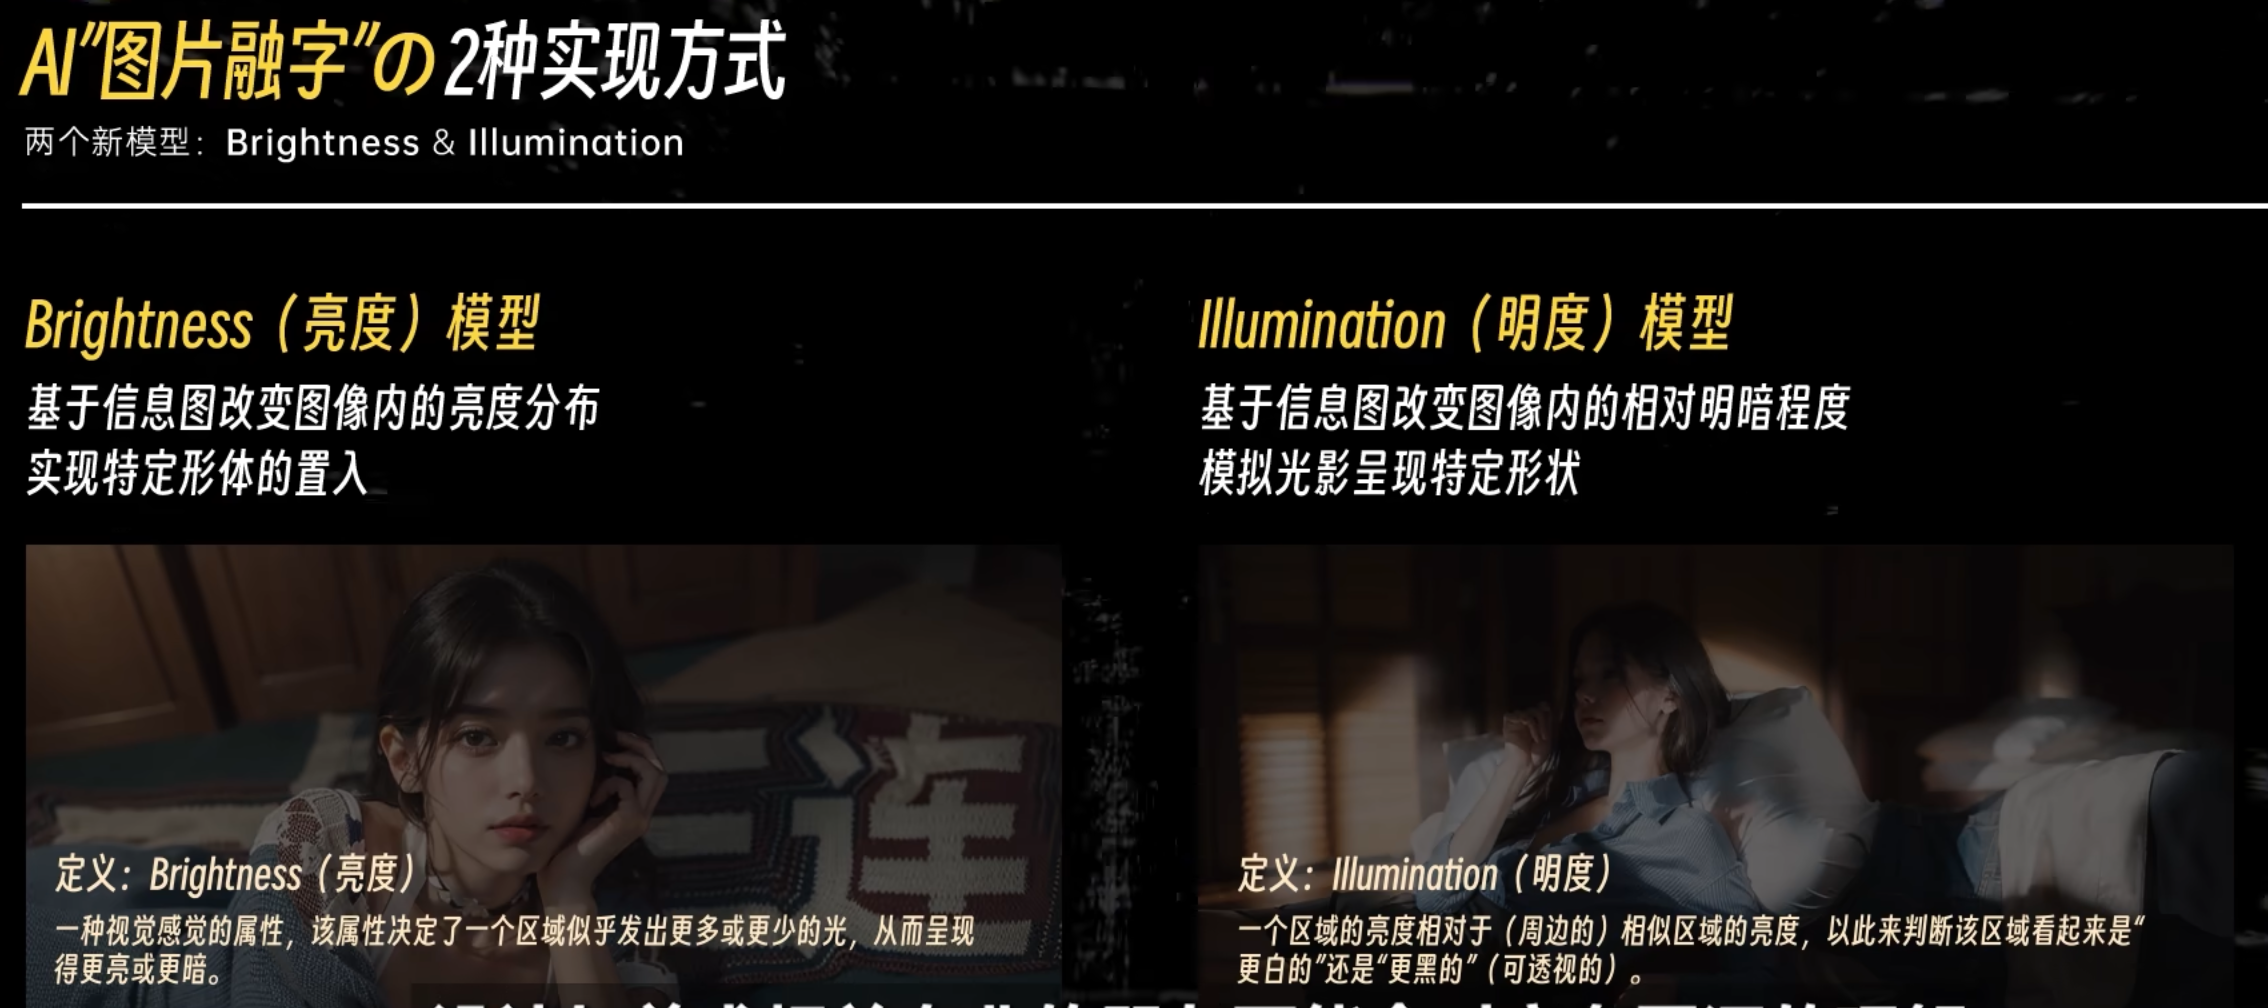 AI"图片融字"の2种实现方式
两个新模型：Brightness & Illumination
Brightness（亮度）模型
基于信息图改变图像内的亮度分布
实现特定形体的置入
Illumination（明度）模型
基于信息图改变图像内的相对明暗程度
模拟光影呈现特定形状
三连
定义：Brightness（亮度）
一种视觉感觉的属性，该属性决定了一个区域似乎发出更多或更少的光，从而呈现
得更亮或更暗。
定义：Illumination（明度）
一个区域的亮度相对于（周边的）相似区域的亮度，以此来判断该区域看起来是“
更白的”还是“更黑的”（可透视的）。